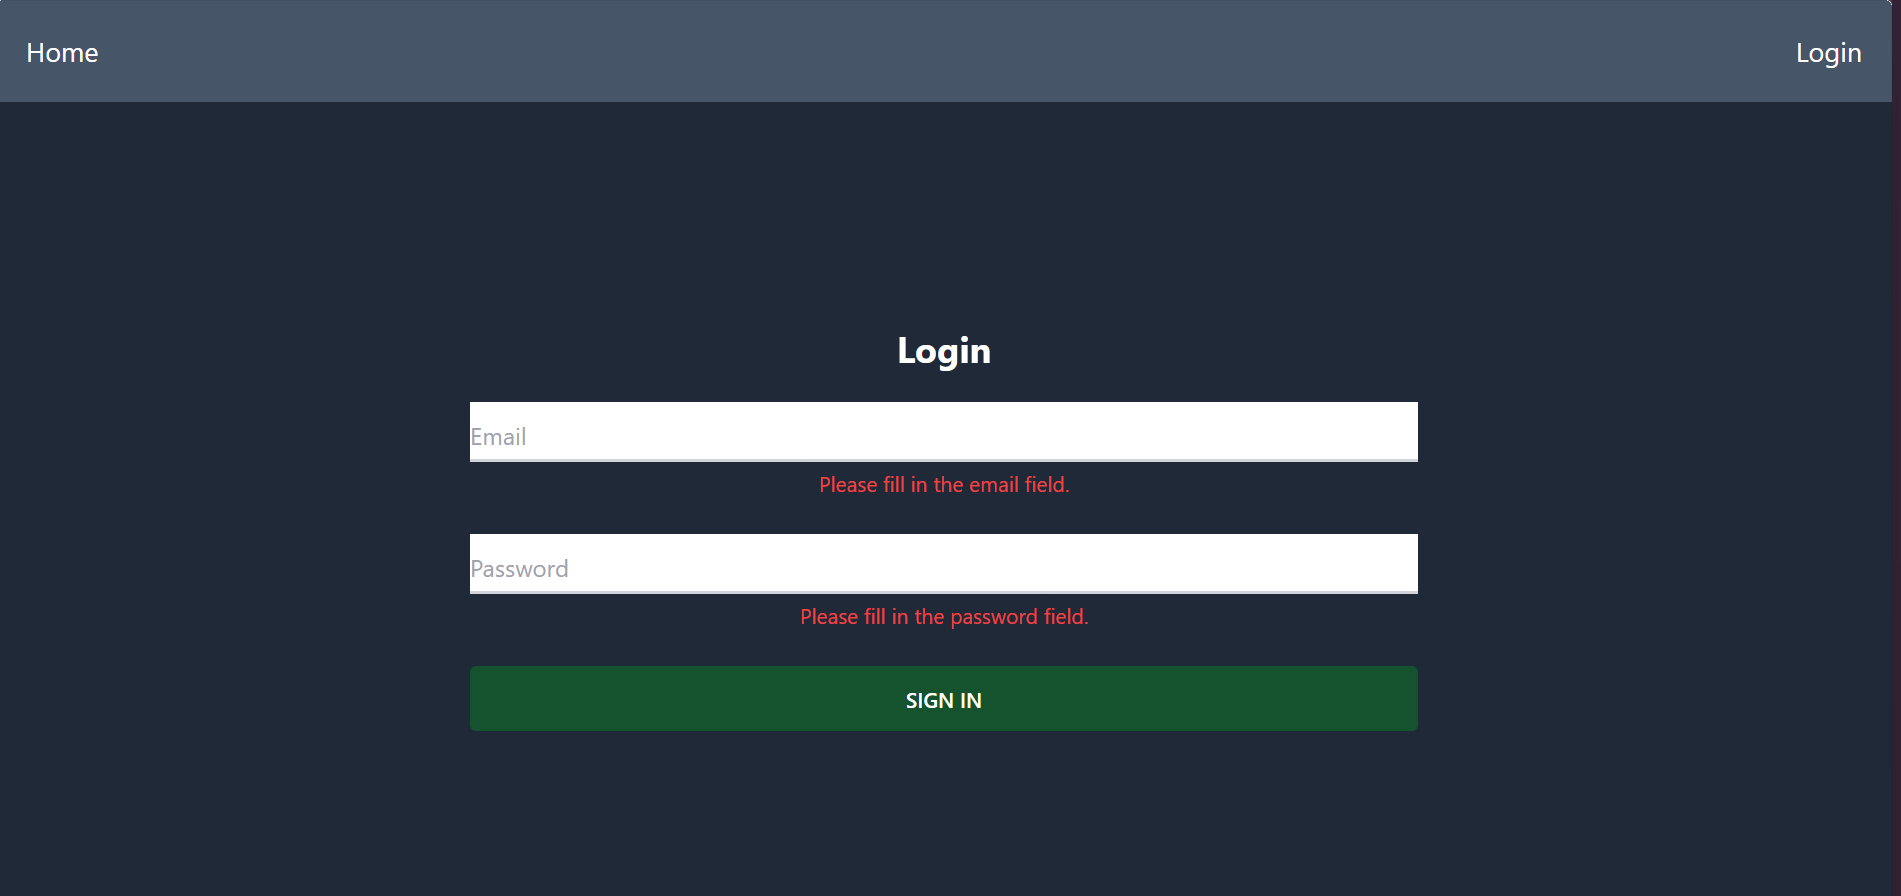 Home
Login
Login
Email
Please fill in the email field.
Password
Please fill in the password field.
SIGN IN